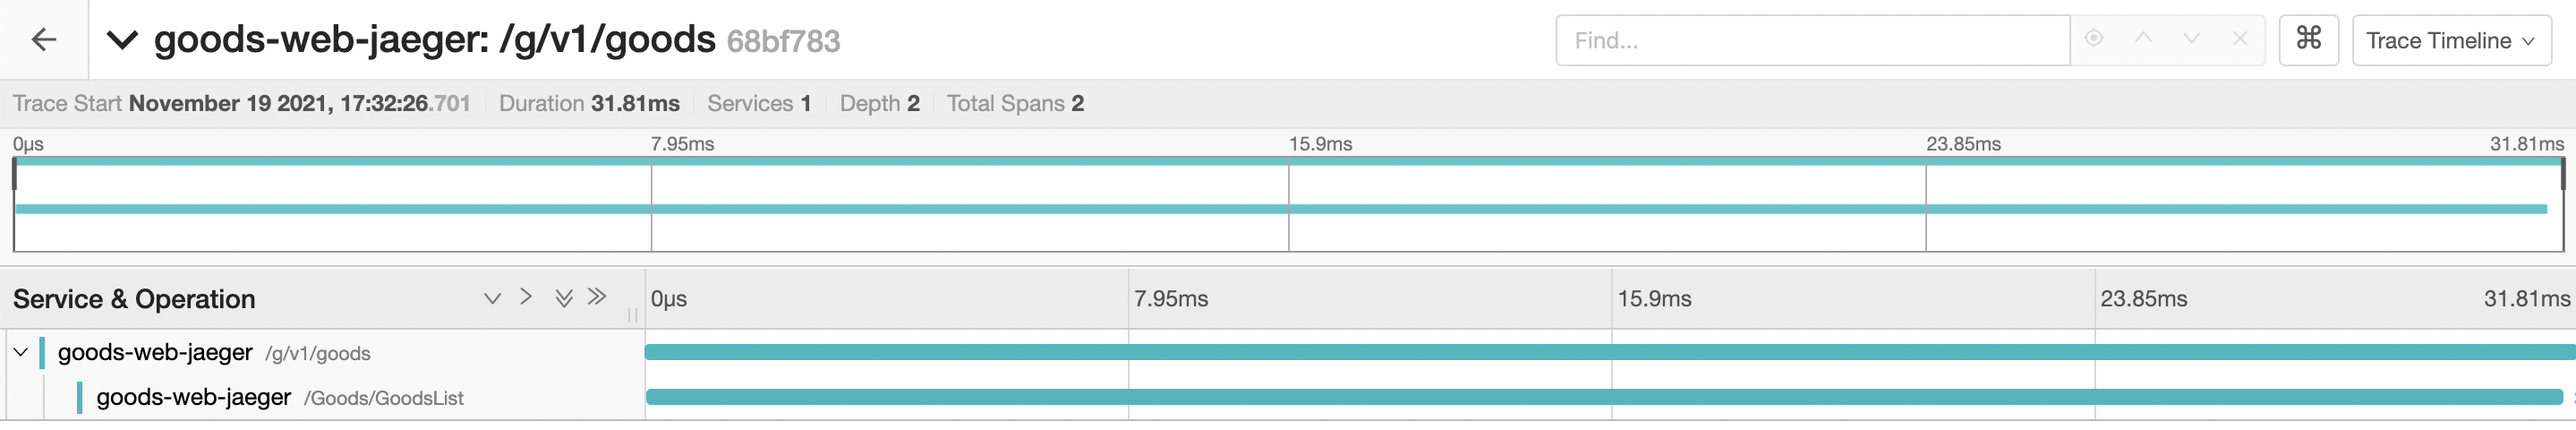 goods-web-jaeger: /g/v1/goods 68bf783
Find...
⌘
Trace Timeline
Trace Start November 19 2021, 17:32:26.701 Duration 31.81ms Services 1 Depth 2 Total Spans 2
0μs 7.95ms 15.9ms 23.85ms 31.81ms
Service & Operation 0μs 7.95ms 15.9ms 23.85ms 31.81ms
goods-web-jaeger /g/v1/goods
goods-web-jaeger /Goods/GoodsList